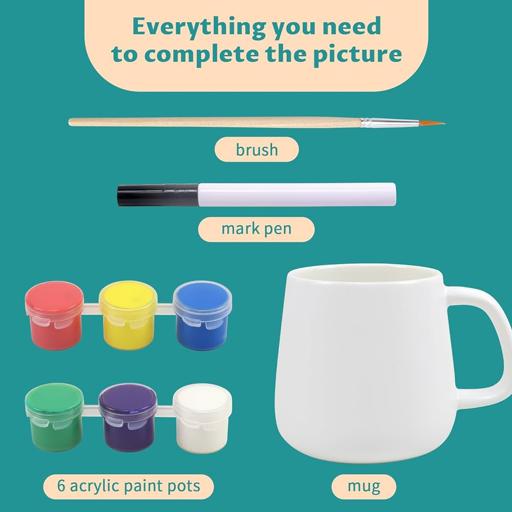 Everything you need
to complete the picture
brush
mark pen
6 acrylic paint pots
mug